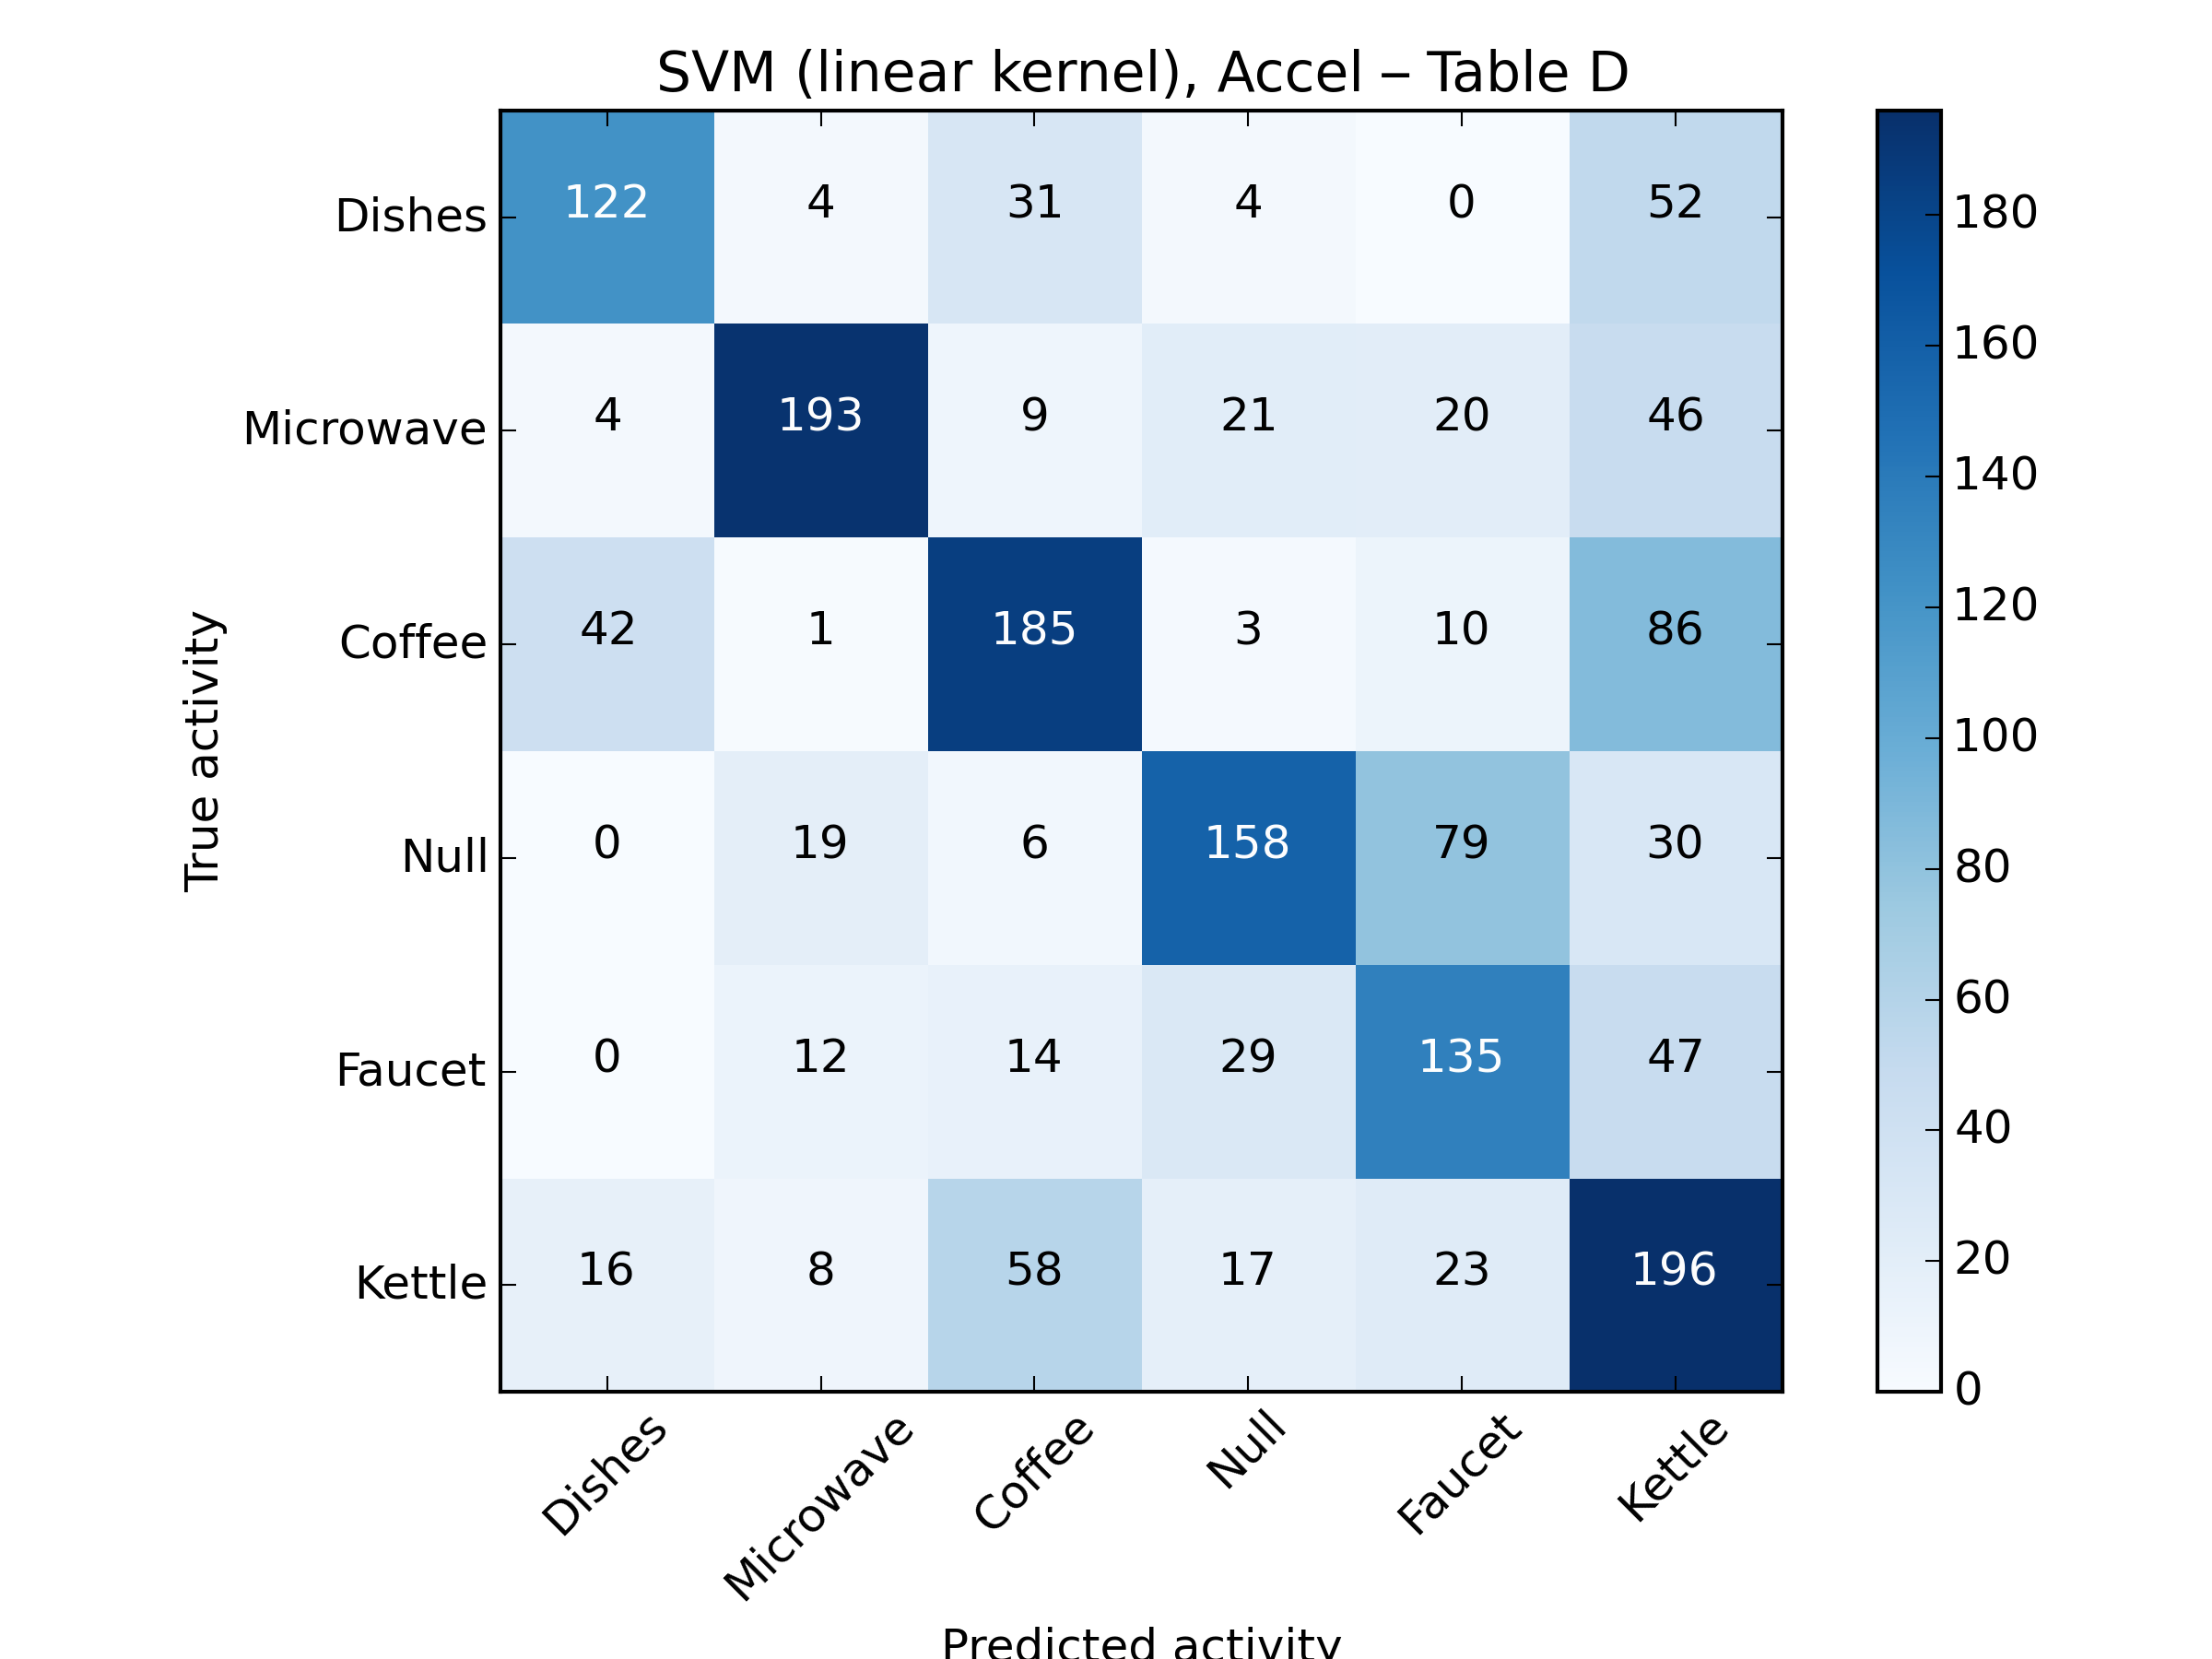 SVM (linear kernel), Accel – Table D
Dishes 122 4 31 4 0 52
Microwave 4 193 9 21 20 46
Coffee 42 1 185 3 10 86
Null 0 19 6 158 79 30
Faucet 0 12 14 29 135 47
Kettle 16 8 58 17 23 196
True activity
Dishes Microwave Coffee Null Faucet Kettle
Predicted activity
180
160
140
120
100
80
60
40
20
0